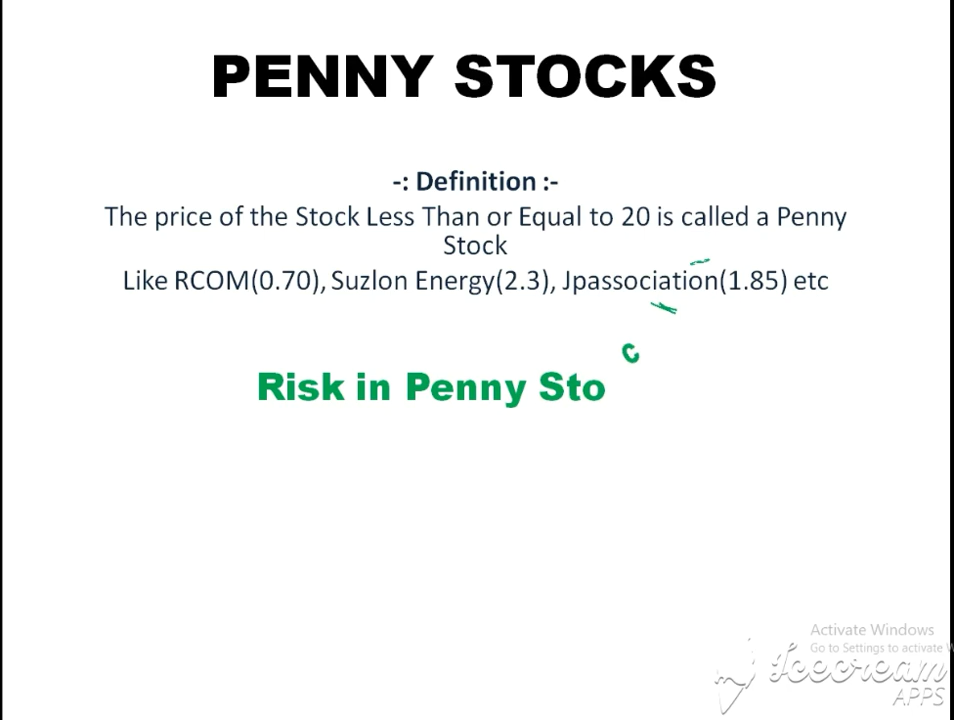 PENNY STOCKS
-: Definition :-
The price of the Stock Less Than or Equal to 20 is called a Penny
Stock
Like RCOM(0.70), Suzlon Energy(2.3), Jpassociation(1.85) etc
Risk in Penny Stoc
Activate Windows
Go to Settings to activate W
Icecream
APPS